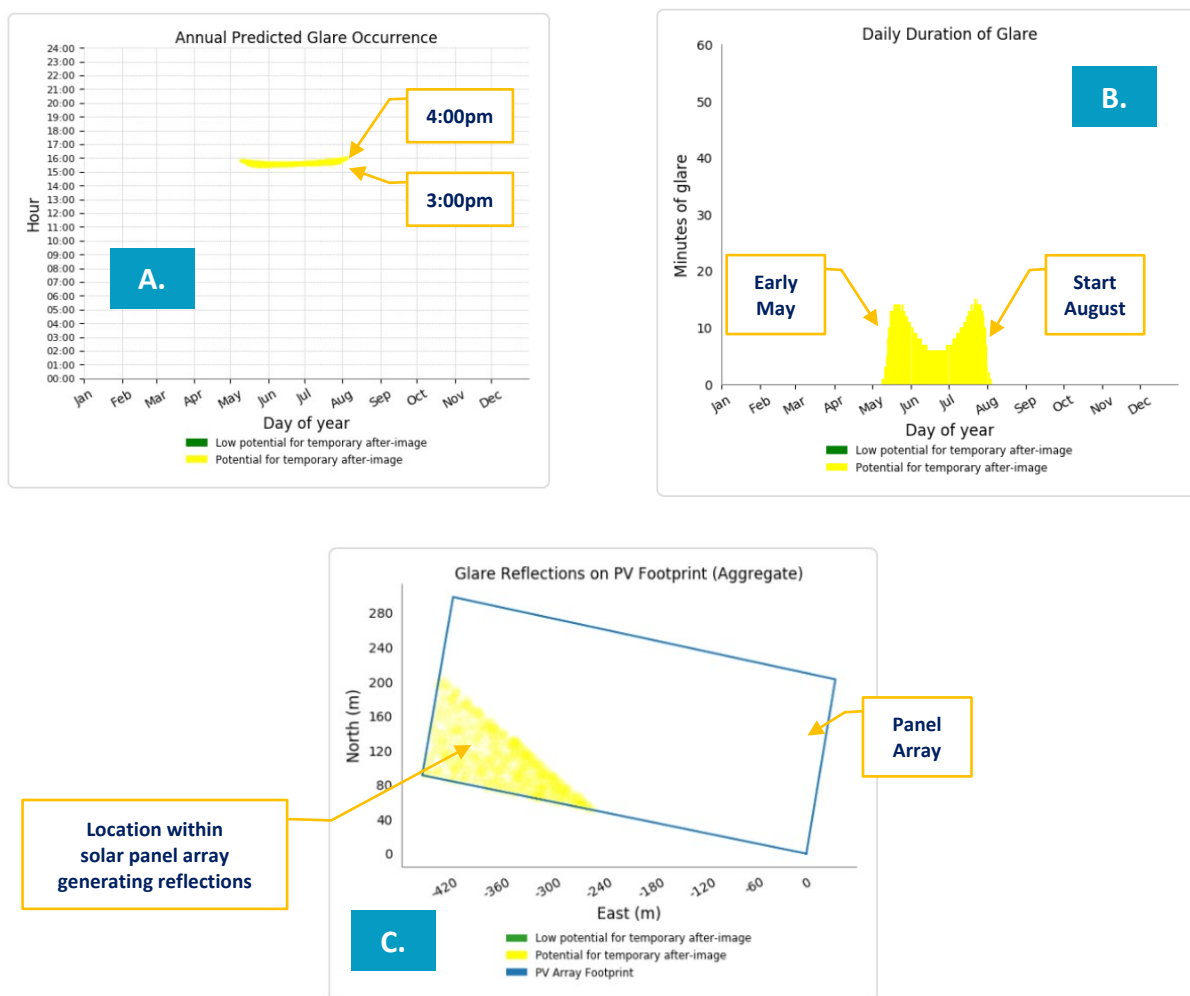 Annual Predicted Glare Occurrence
24:00
23:00
22:00
21:00
20:00
19:00
18:00
17:00
16:00
15:00
14:00
13:00
12:00
11:00
10:00
09:00
08:00
07:00
06:00
05:00
04:00
03:00
02:00
01:00
00:00
Hour
4:00pm
3:00pm
A.
Jan Feb Mar Apr May Jun Jul Aug Sep Oct Nov Dec
Day of year
Low potential for temporary after-image
Potential for temporary after-image
Daily Duration of Glare
60
50
40
30
20
10
0
Minutes of glare
B.
Early
May
Start
August
Jan Feb Mar Apr May Jun Jul Aug Sep Oct Nov Dec
Day of year
Low potential for temporary after-image
Potential for temporary after-image
Glare Reflections on PV Footprint (Aggregate)
280
240
200
160
120
80
40
0
North (m)
Panel
Array
Location within
solar panel array
generating reflections
-420 -360 -300 -240 -180 -120 -60 0
East (m)
C.
Low potential for temporary after-image
Potential for temporary after-image
PV Array Footprint